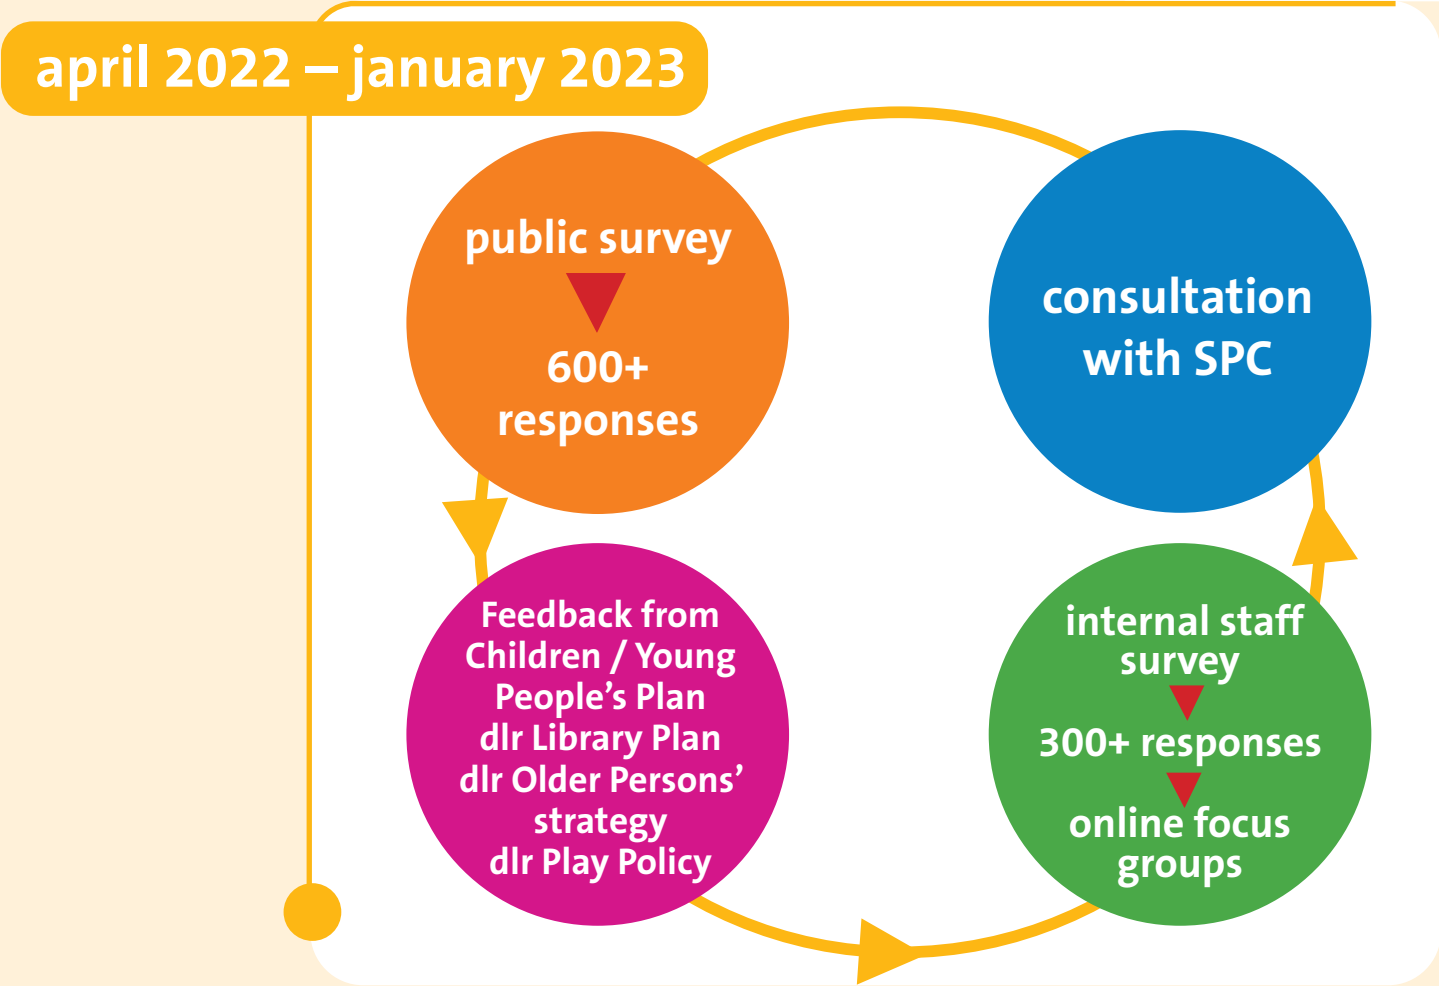 april 2022 – january 2023
public survey
600+
responses
consultation
with SPC
Feedback from
Children / Young
People’s Plan
dlr Library Plan
dlr Older Persons’
strategy
dlr Play Policy
internal staff
survey
300+ responses
online focus
groups